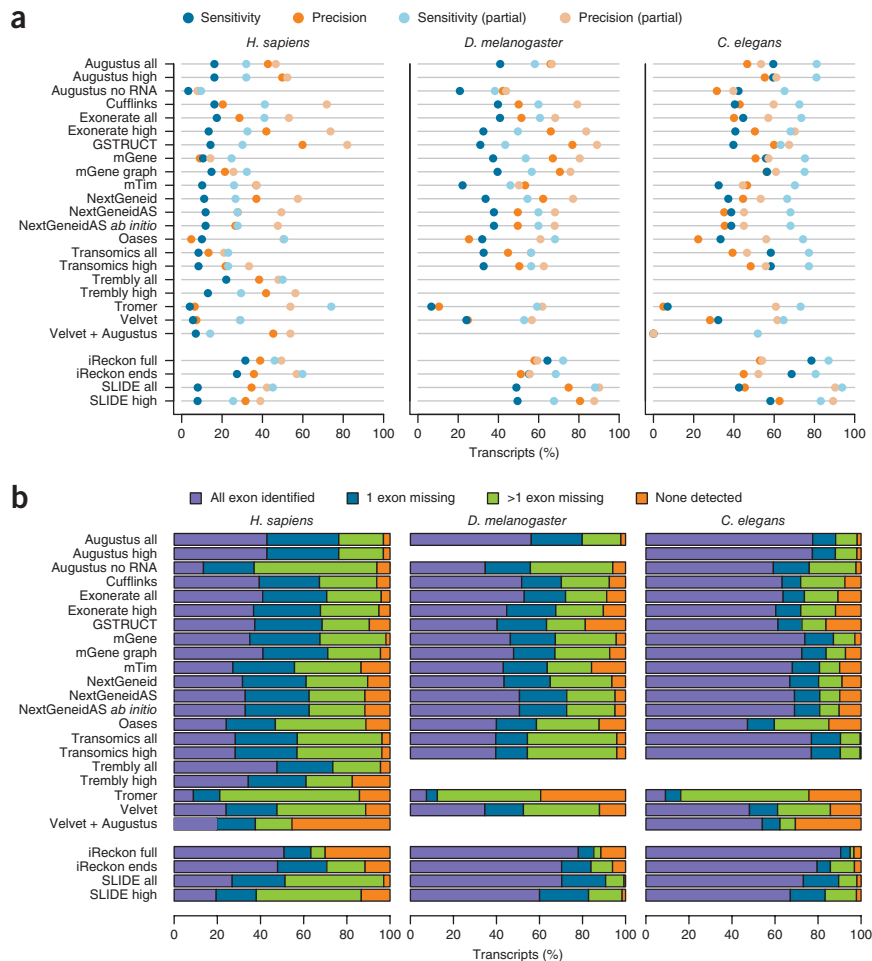 a
Sensitivity Precision Sensitivity (partial) Precision (partial)
H. sapiens D. melanogaster C. elegans
Augustus all
Augustus high
Augustus no RNA
Cufflinks
Exonerate all
Exonerate high
GSTRUCT
mGene
mGene graph
mTim
NextGeneid
NextGeneidAS
NextGeneidAS ab initio
Oases
Transomics all
Transomics high
Trembly all
Trembly high
Tromer
Velvet
Velvet + Augustus
iReckon full
iReckon ends
SLIDE all
SLIDE high
0 20 40 60 80 100 0 20 40 60 80 100 0 20 40 60 80 100
Transcripts (%)
b
All exon identified 1 exon missing >1 exon missing None detected
H. sapiens D. melanogaster C. elegans
Augustus all
Augustus high
Augustus no RNA
Cufflinks
Exonerate all
Exonerate high
GSTRUCT
mGene
mGene graph
mTim
NextGeneid
NextGeneidAS
NextGeneidAS ab initio
Oases
Transomics all
Transomics high
Trembly all
Trembly high
Tromer
Velvet
Velvet + Augustus
iReckon full
iReckon ends
SLIDE all
SLIDE high
0 20 40 60 80 100 0 20 40 60 80 100 0 20 40 60 80 100
Transcripts (%)